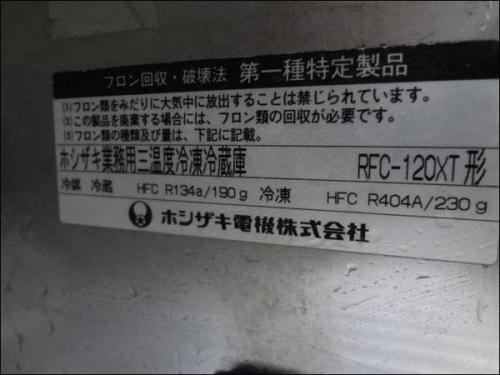 フロン回収・破壊法 第一種特定製品
(1)フロン類をみだりに大気中に放出することは禁じられています。
(2)この製品を廃棄する場合には、フロン類の回収が必要です。
(3)フロン類の種類及び量は、下記に記載。
ホシザキ業務用三温度冷凍冷蔵庫 RFC-120XT 形
冷媒 冷蔵 HFC R134a/190g 冷凍 HFC R404A/230g
ホシザキ電機株式会社